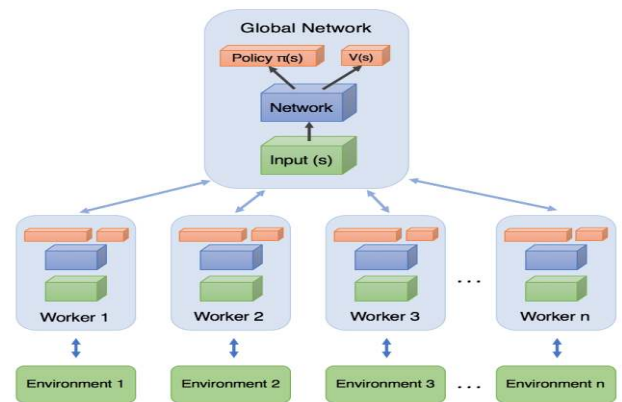 Global Network
Policy π(s)
V(s)
Network
Input (s)
Worker 1
Worker 2
Worker 3
...
Worker n
Environment 1
Environment 2
Environment 3
...
Environment n